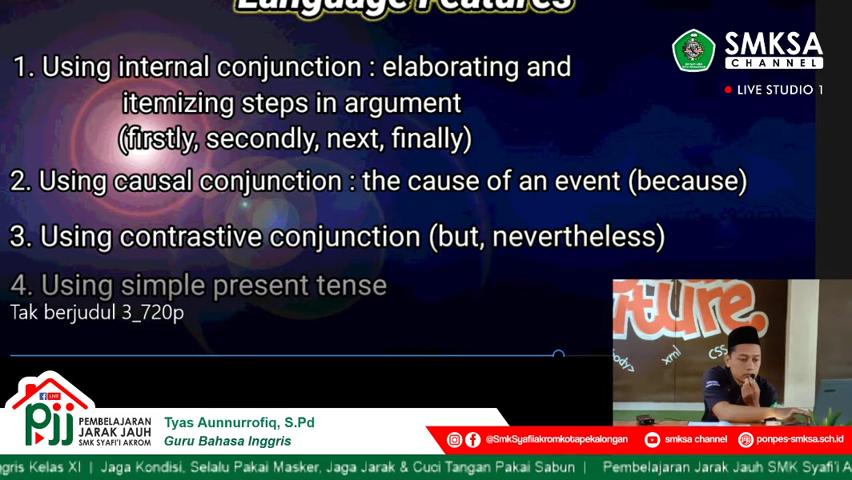 Language Features
1. Using internal conjunction : elaborating and
itemizing steps in argument
(firstly, secondly, next, finally)
2. Using causal conjunction : the cause of an event (because)
3. Using contrastive conjunction (but, nevertheless)
4. Using simple present tense
Tak berjudul 3_720p
SMKSA
CHANNEL
LIVE STUDIO 1
xml
CSS
LIVE
pjj
PEMBELAJARAN
JARAK JAUH
SMK SYAFI'I AKROM
Tyas Aunnurrofiq, S.Pd
Guru Bahasa Inggris
@SmkSyafiiakromkotapekalongan
smksa channel
ponpes-smksa.sch.id
ggris Kelas XI | Jaga Kondisi, Selalu Pakai Masker, Jaga Jarak & Cuci Tangan Pakai Sabun | Pembelajaran Jarak Jauh SMK Syafi'i A